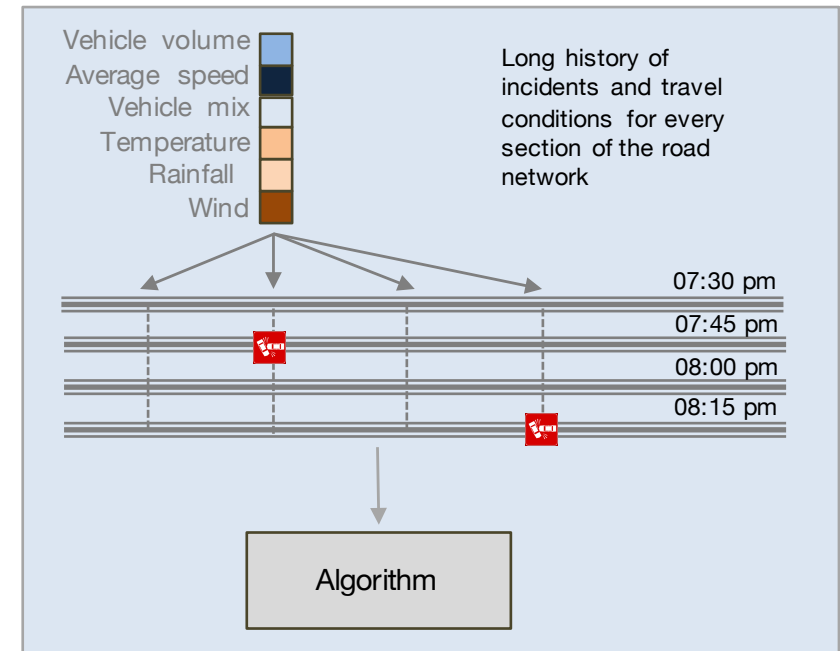 Vehicle volume
Average speed
Vehicle mix
Temperature
Rainfall
Wind
Long history of
incidents and travel
conditions for every
section of the road
network
07:30 pm
07:45 pm
08:00 pm
08:15 pm
Algorithm